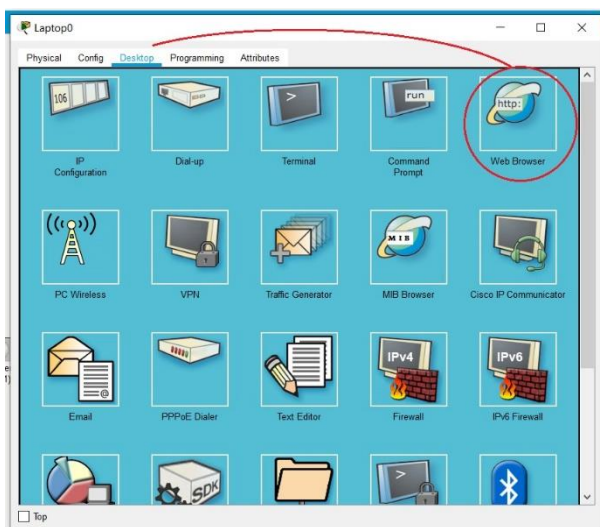 Laptop0
Physical Config Desktop Programming Attributes
106
>
run
http:
IP
Configuration
Dial-up
Terminal
Command
Prompt
Web Browser
MIB
PC Wireless
VPN
Traffic Generator
MIB Browser
Cisco IP Communicator
@
IPv4
IPv6
Email
PPPoE Dialer
Text Editor
Firewall
IPv6 Firewall
SDK
>
Top